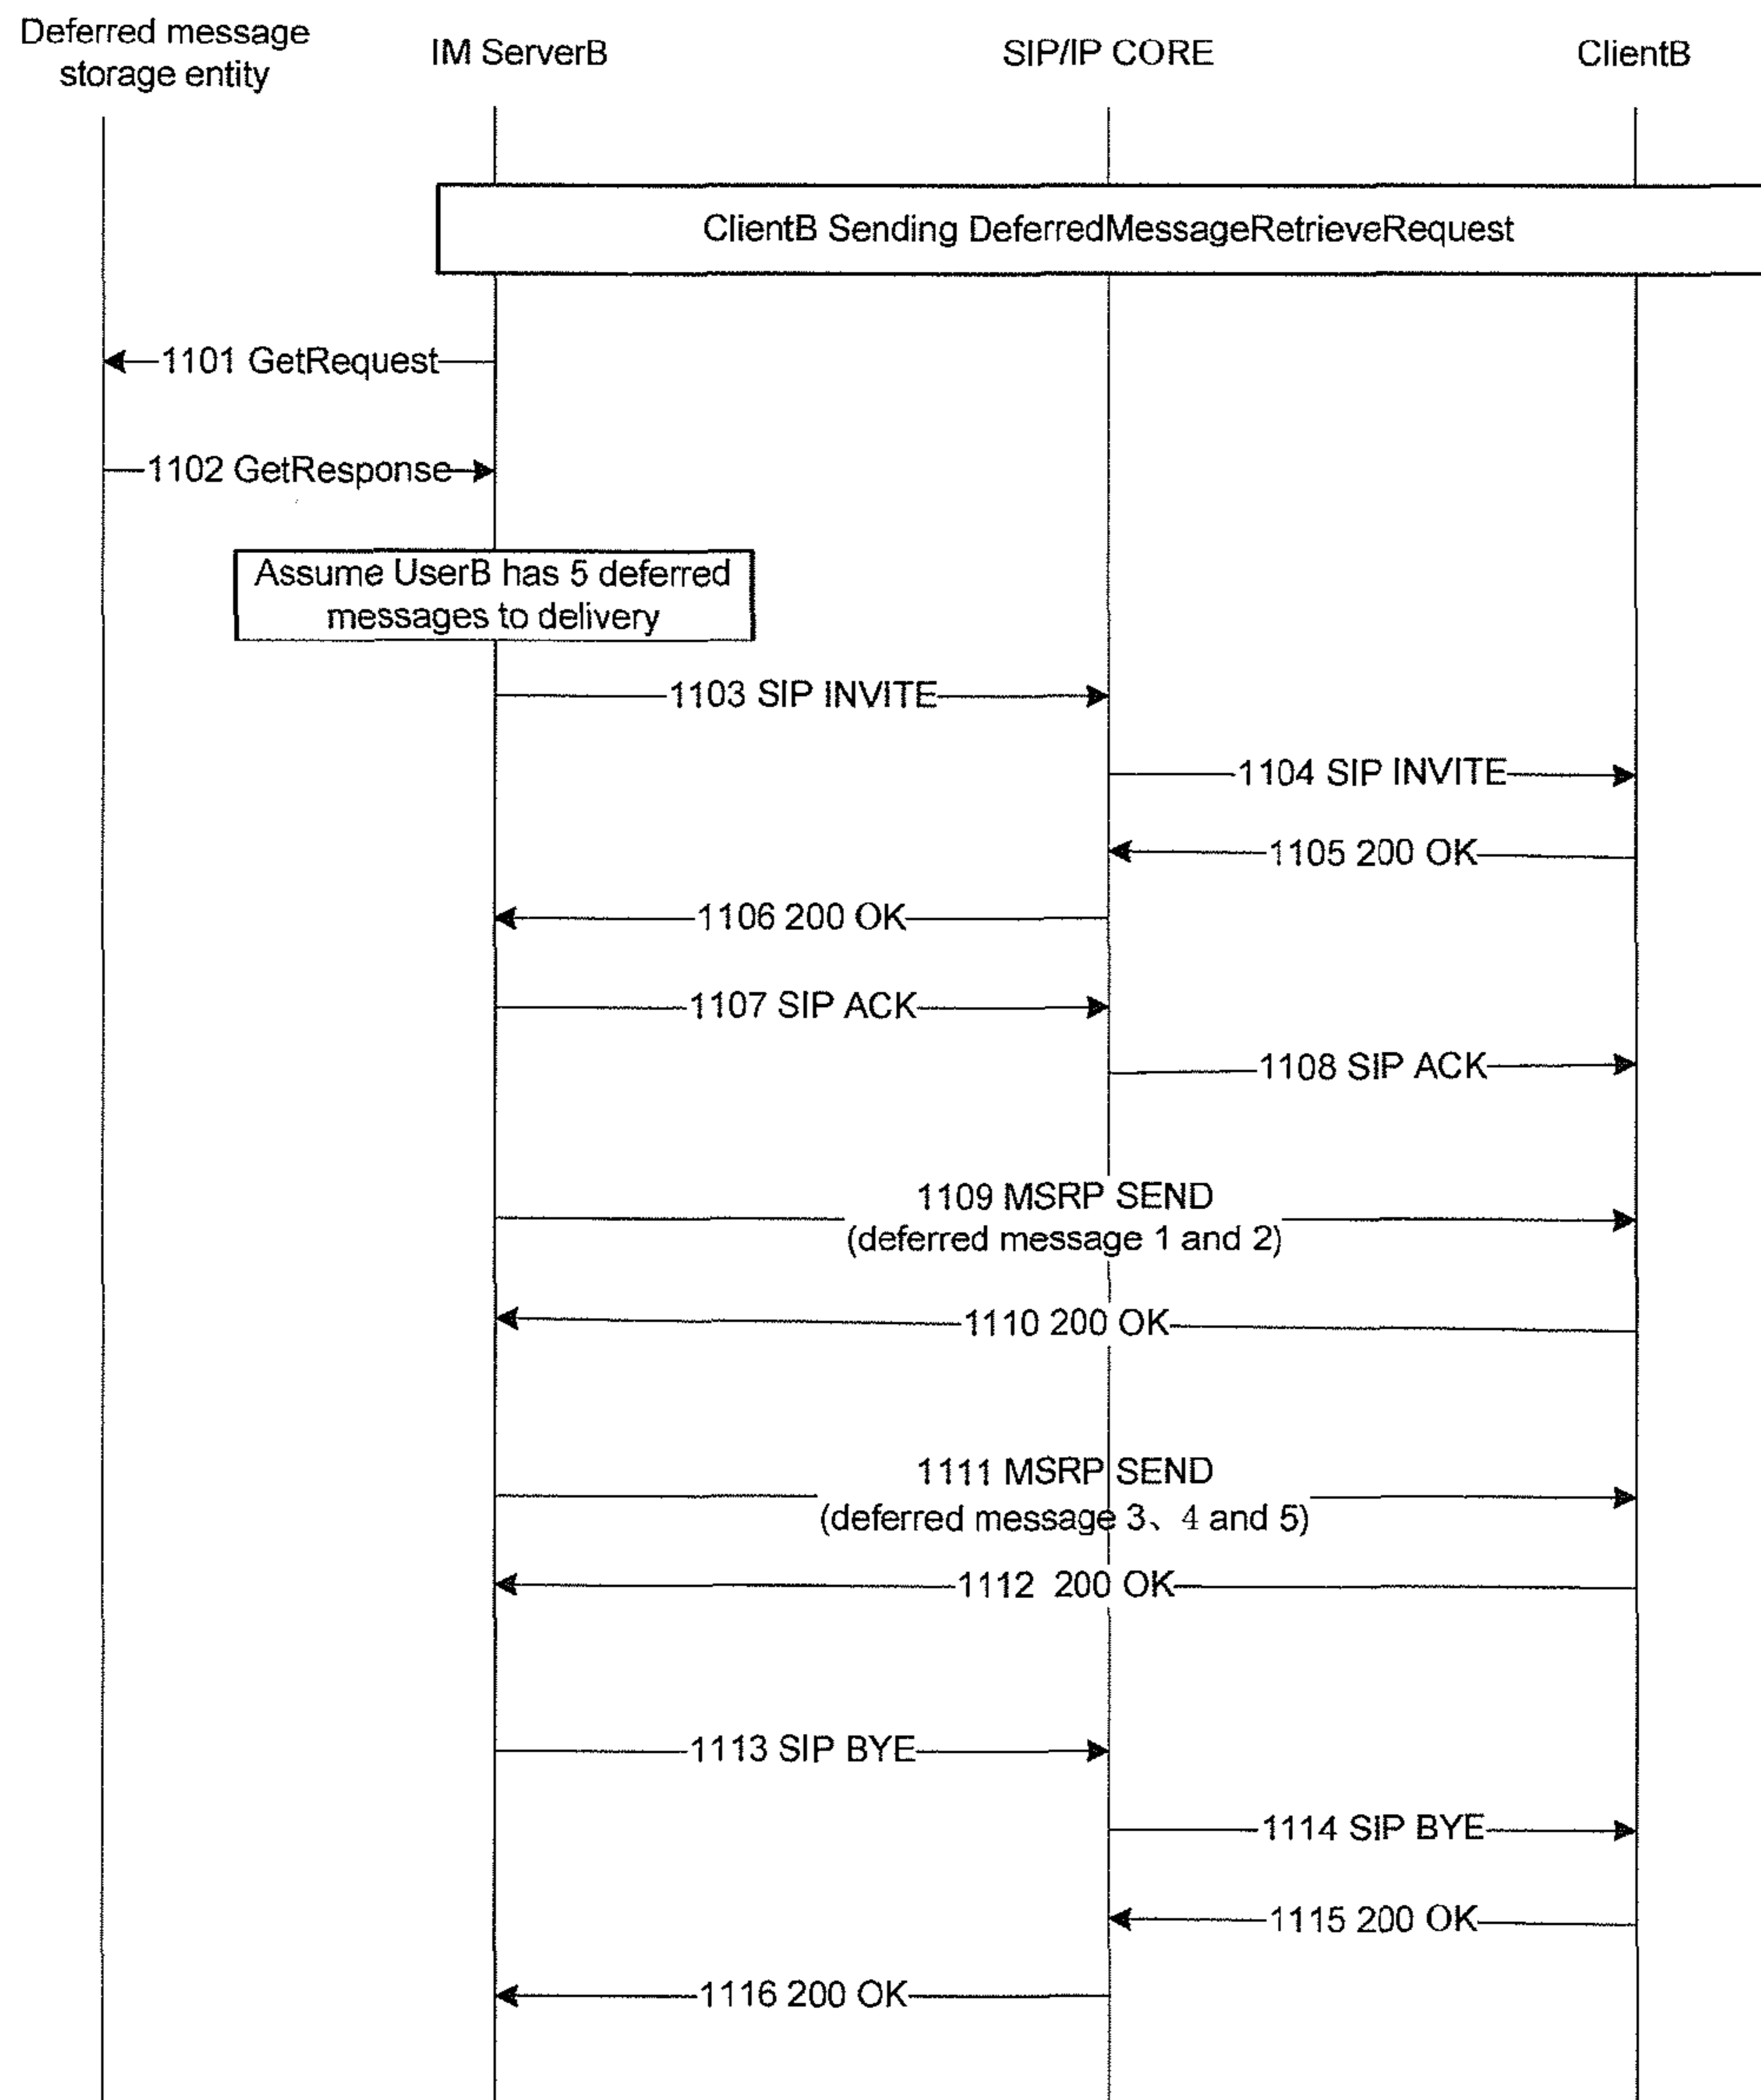 Deferred message
storage entity
IM ServerB
SIP/IP CORE
ClientB
ClientB Sending DeferredMessageRetrieveRequest
1101 GetRequest
1102 GetResponse
Assume UserB has 5 deferred
messages to delivery
1103 SIP INVITE
1104 SIP INVITE
1105 200 OK
1106 200 OK
1107 SIP ACK
1108 SIP ACK
1109 MSRP SEND
(deferred message 1 and 2)
1110 200 OK
1111 MSRP SEND
(deferred message 3、4 and 5)
1112 200 OK
1113 SIP BYE
1114 SIP BYE
1115 200 OK
1116 200 OK